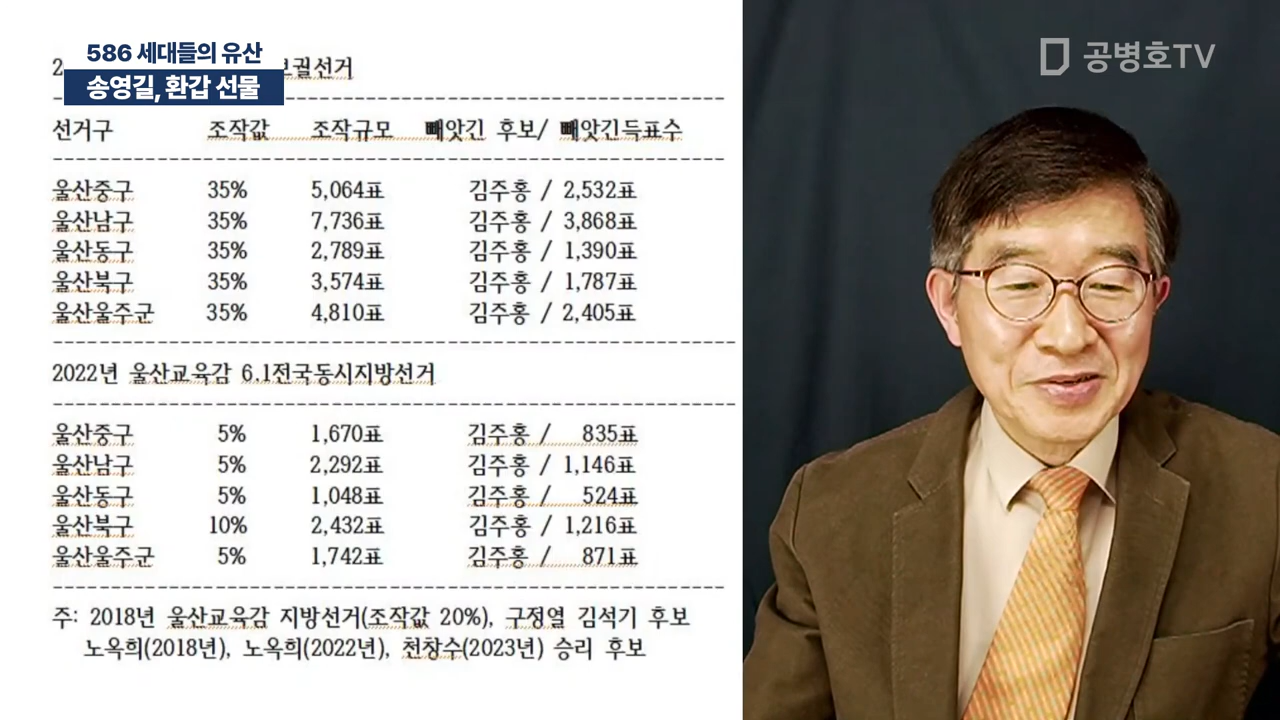 586 세대들의 유산
송영길, 환갑 선물
2 보궐선거
공병호TV
선거구 조작값 조작규모 빼앗긴 후보/ 빼앗긴득표수
울산중구 35% 5,064표 김주홍 / 2,532표
울산남구 35% 7,736표 김주홍 / 3,868표
울산동구 35% 2,789표 김주홍 / 1,390표
울산북구 35% 3,574표 김주홍 / 1,787표
울산울주군 35% 4,810표 김주홍 / 2,405표
2022년 울산교육감 6.1전국동시지방선거
울산중구 5% 1,670표 김주홍 / 835표
울산남구 5% 2,292표 김주홍 / 1,146표
울산동구 5% 1,048표 김주홍 / 524표
울산북구 10% 2,432표 김주홍 / 1,216표
울산울주군 5% 1,742표 김주홍 / 871표
주: 2018년 울산교육감 지방선거(조작값 20%), 구정열 김석기 후보
노옥희(2018년), 노옥희(2022년), 천창수(2023년) 승리 후보